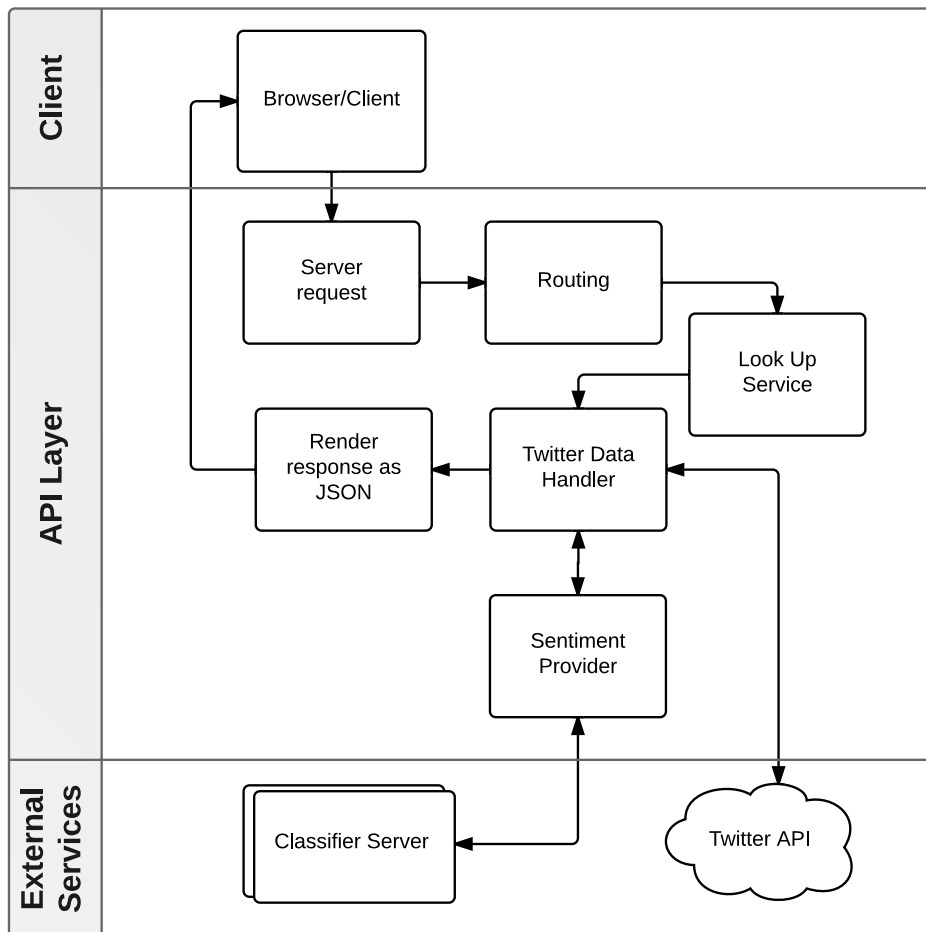 Client
Browser/Client
API Layer
Server
request
Routing
Look Up
Service
Render
response as
JSON
Twitter Data
Handler
Sentiment
Provider
External
Services
Classifier Server
Twitter API